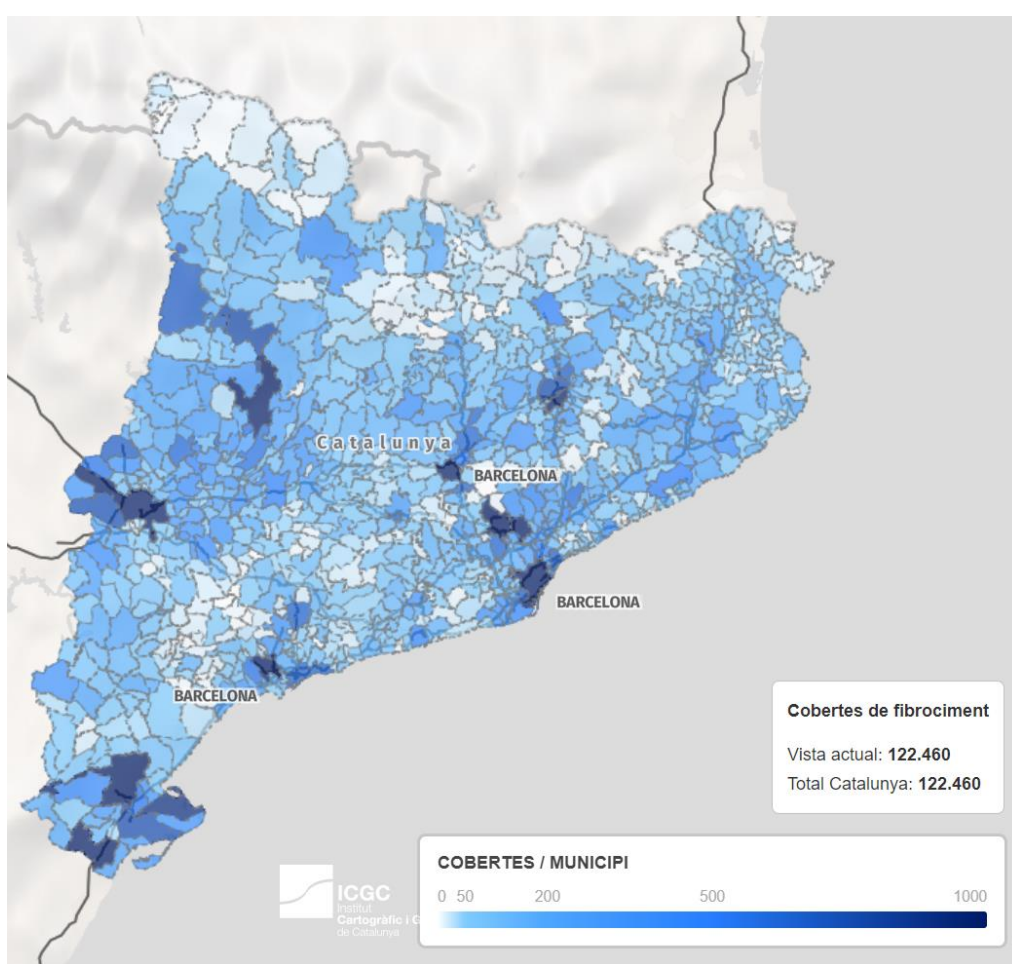 Catalunya
BARCELONA
BARCELONA
BARCELONA
Cobertes de fibrociment
Vista actual: 122.460
Total Catalunya: 122.460
COBERTES / MUNICIPI
0 50 200 500 1000
ICGC
Institut
Cartogràfic i G
de Catalunya